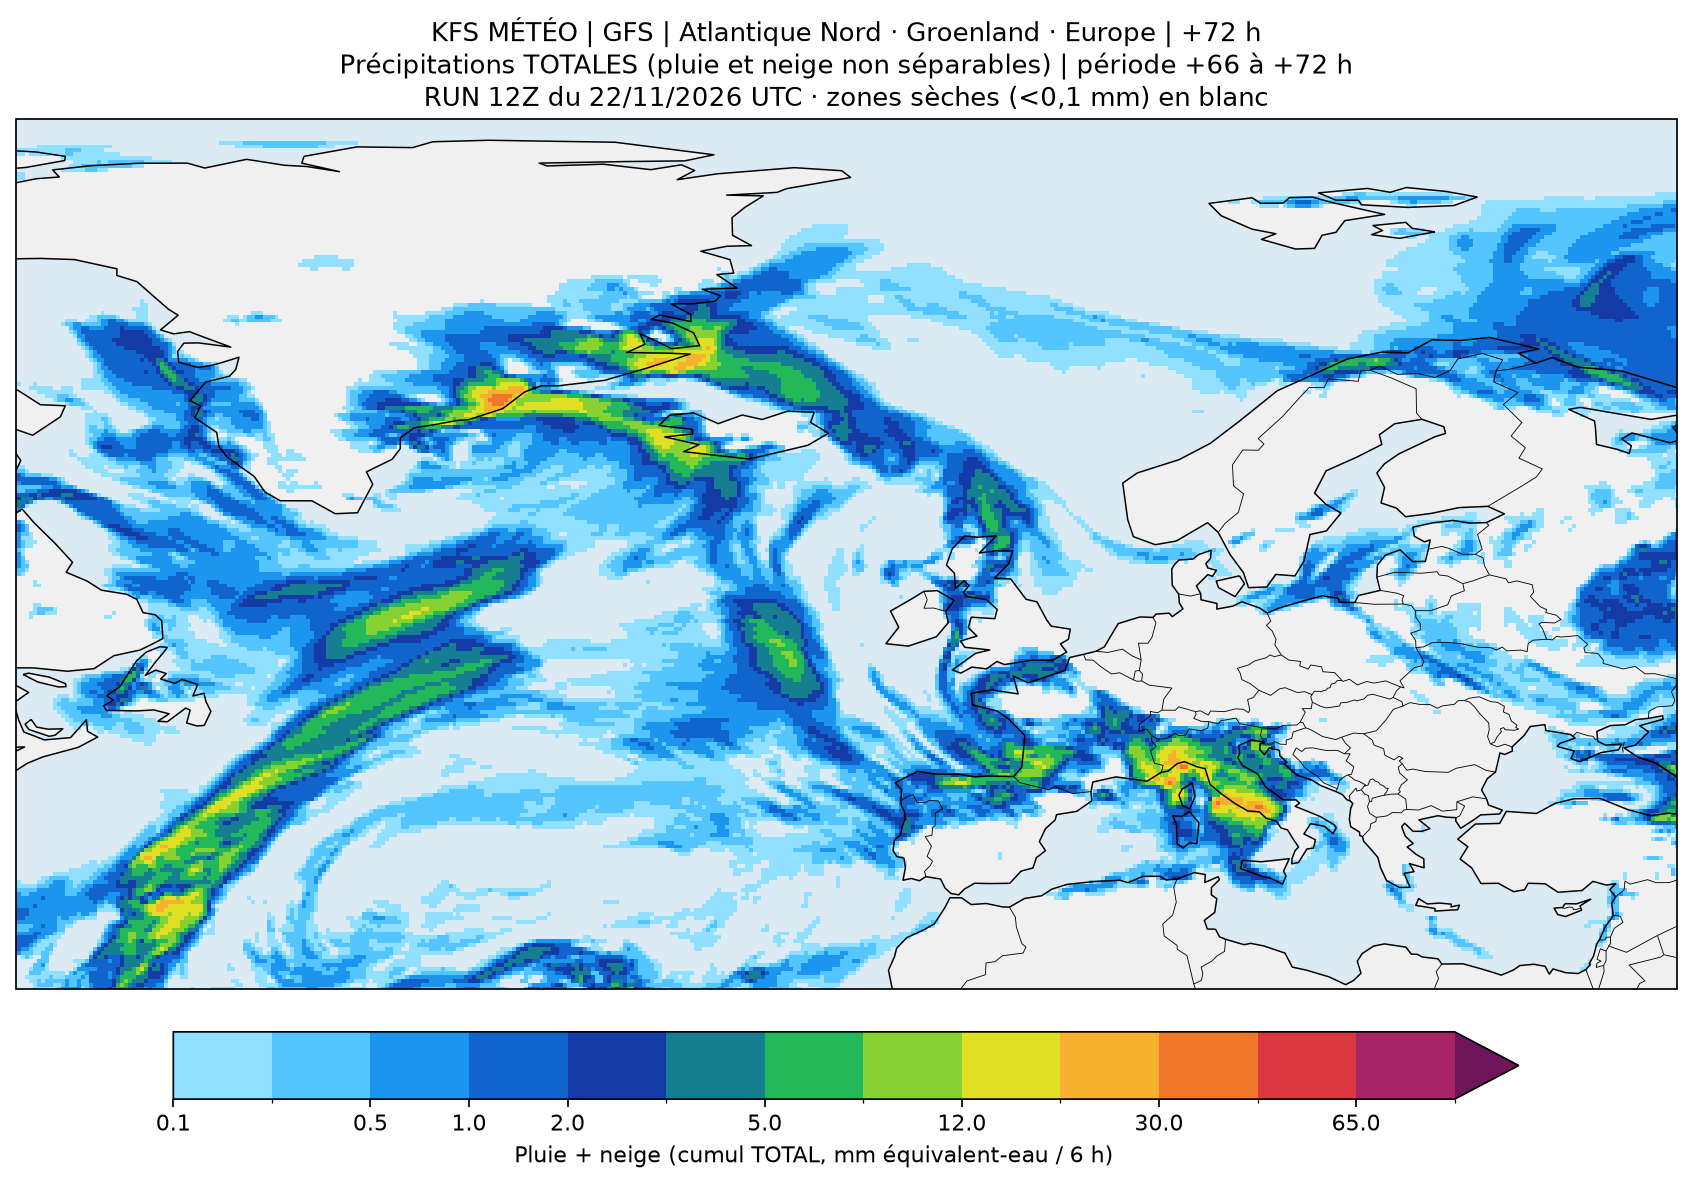 KFS MÉTÉO | GFS | Atlantique Nord · Groenland · Europe | +72 h
Précipitations TOTALES (pluie et neige non séparables) | période +66 à +72 h
RUN 12Z du 22/11/2026 UTC · zones sèches (<0,1 mm) en blanc
0.1 0.5 1.0 2.0 5.0 12.0 30.0 65.0
Pluie + neige (cumul TOTAL, mm équivalent-eau / 6 h)